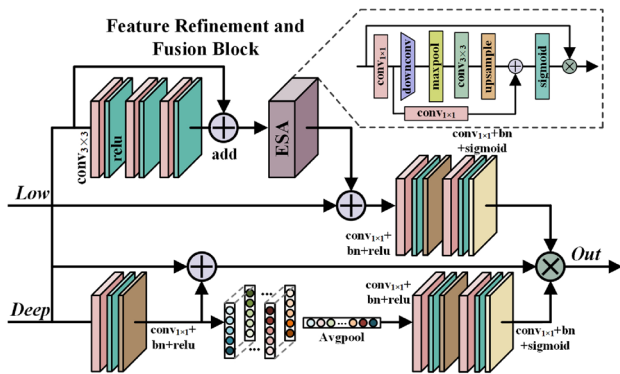 Feature Refinement and
Fusion Block
conv1×1
downconv
maxpool
conv3×3
upsample
sigmoid
conv1×1
conv3×3
relu
add
ESA
conv1×1+bn
+sigmoid
Low
conv1×1+
bn+relu
Out
Deep
conv1×1+
bn+relu
conv1×1+
bn+relu
Avgpool
conv1×1+bn
+sigmoid